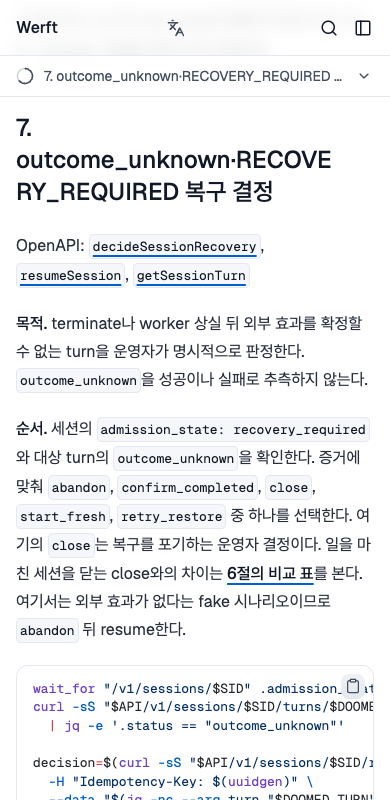 Werft
7. outcome_unknown·RECOVERY_REQUIRED ...
7.
outcome_unknown·RECOVE
RY_REQUIRED 복구 결정
OpenAPI: decideSessionRecovery,
resumeSession, getSessionTurn
목적. terminate나 worker 상실 뒤 외부 효과를 확정할
수 없는 turn을 운영자가 명시적으로 판정한다.
outcome_unknown을 성공이나 실패로 추측하지 않는다.
순서. 세션의 admission_state: recovery_required
와 대상 turn의 outcome_unknown을 확인한다. 증거에
맞춰 abandon, confirm_completed, close,
start_fresh, retry_restore 중 하나를 선택한다. 여
기의 close는 복구를 포기하는 운영자 결정이다. 일을 마
친 세션을 닫는 close와의 차이는 6절의 비교 표를 본다.
여기서는 외부 효과가 없다는 fake 시나리오이므로
abandon 뒤 resume한다.
wait_for "/v1/sessions/$SID" .admission_
curl -sS "$API/v1/sessions/$SID/turns/$DOOME
| jq -e '.status == "outcome_unknown"'
decision=$(curl -sS "$API/v1/sessions/$SID/r
-H "Idempotency-Key: $(uuidgen)" \
--data "$(jq -nc --arg turn "$DOOMED_TURN"